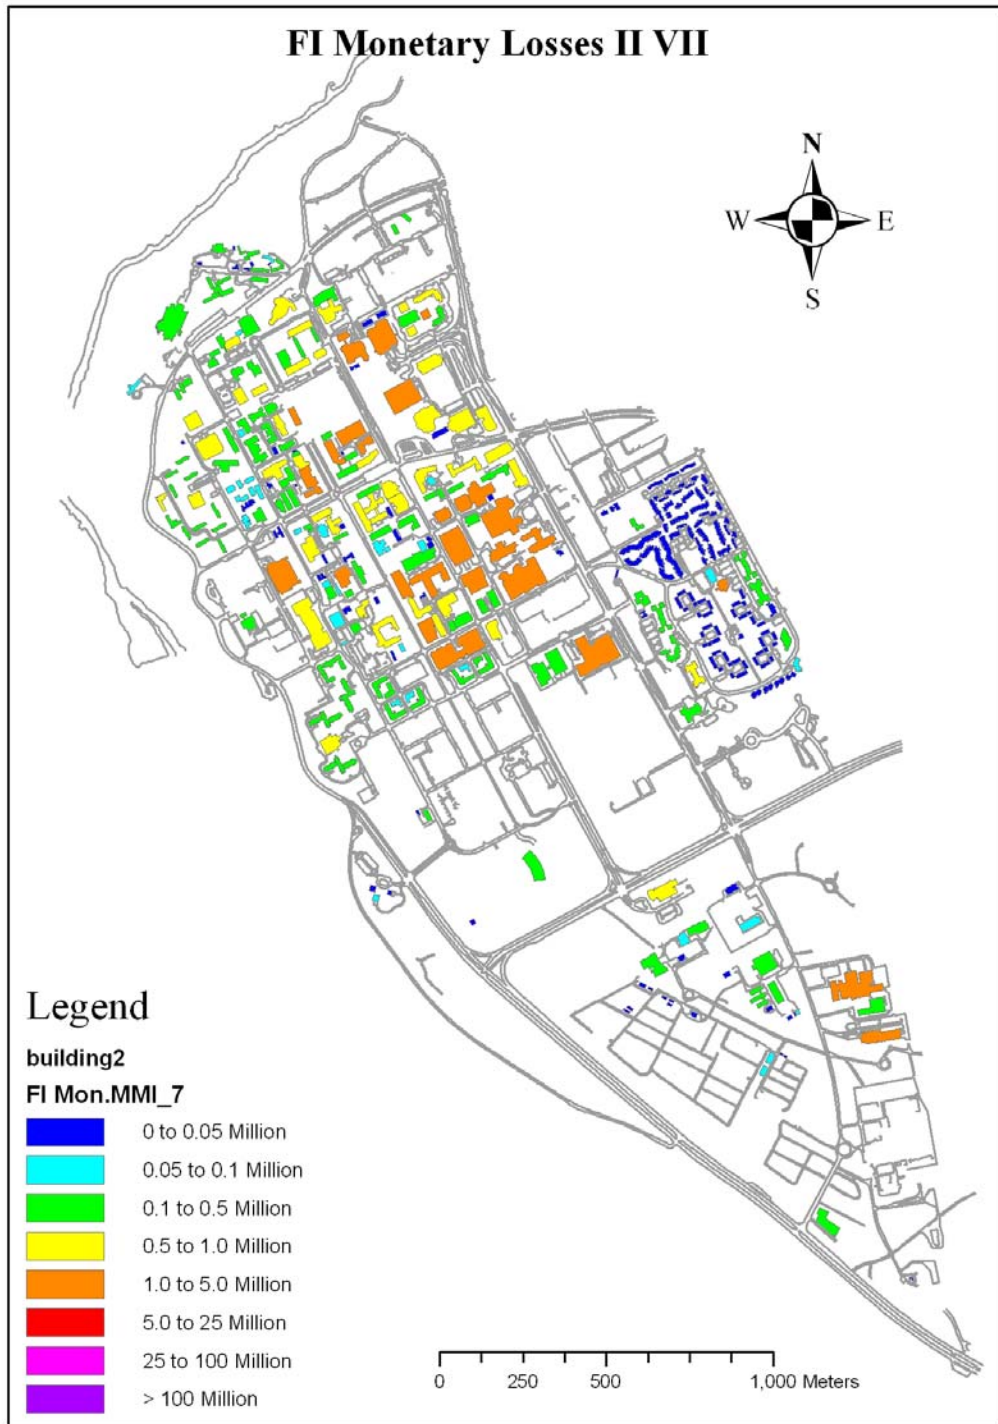 FI Monetary Losses II VII
N
W E
S
Legend
building2
FI Mon.MMI_7
0 to 0.05 Million
0.05 to 0.1 Million
0.1 to 0.5 Million
0.5 to 1.0 Million
1.0 to 5.0 Million
5.0 to 25 Million
25 to 100 Million
> 100 Million
0 250 500 1,000 Meters